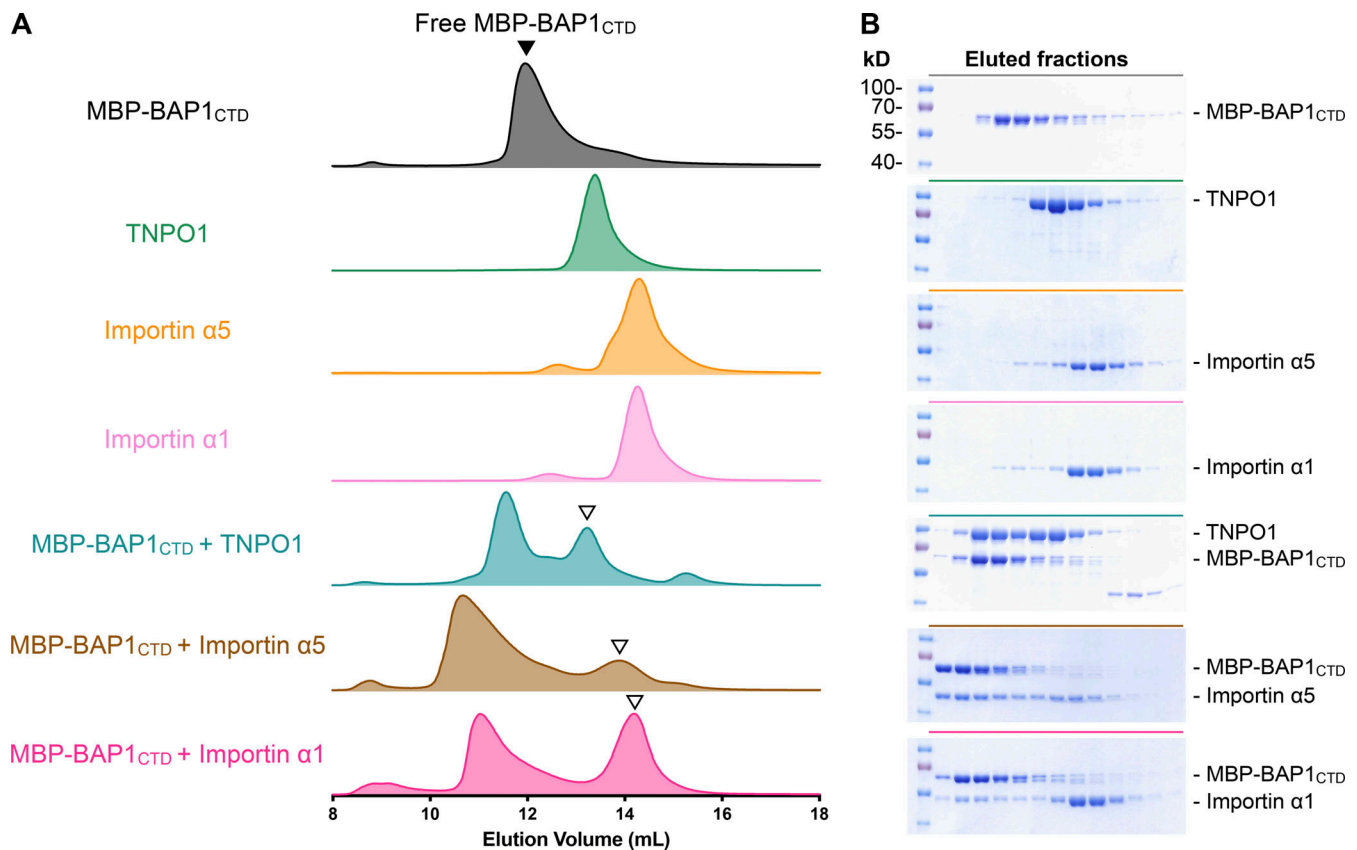 A
Free MBP-BAP1CTD
MBP-BAP1CTD
TNPO1
Importin α5
Importin α1
MBP-BAP1CTD + TNPO1
MBP-BAP1CTD + Importin α5
MBP-BAP1CTD + Importin α1
8 10 12 14 16 18
Elution Volume (mL)
B
kD Eluted fractions
100-
70-
55-
40-
- MBP-BAP1CTD
- TNPO1
- Importin α5
- Importin α1
- TNPO1
- MBP-BAP1CTD
- MBP-BAP1CTD
- Importin α5
- MBP-BAP1CTD
- Importin α1